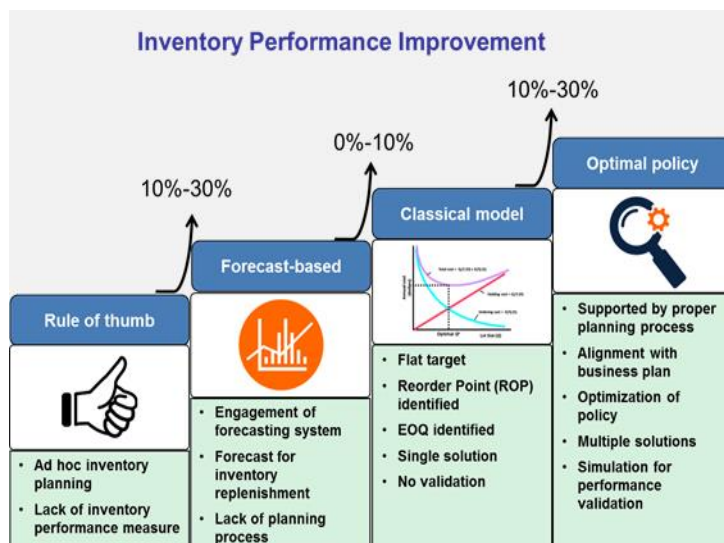 Inventory Performance Improvement
10%-30%
0%-10%
10%-30%
Rule of thumb
• Ad hoc inventory
planning
• Lack of inventory
performance measure
Forecast-based
• Engagement of
forecasting system
• Forecast for
inventory
replenishment
• Lack of planning
process
Classical model
Optimal
• Flat target
• Reorder Point (ROP)
identified
• EOQ identified
• Single solution
• No validation
Optimal policy
• Supported by proper
planning process
• Alignment with
business plan
• Optimization of
policy
• Multiple solutions
• Simulation for
performance
validation